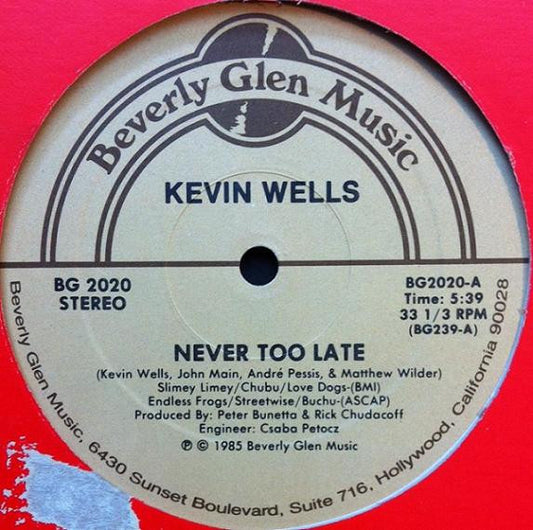 Beverly Glen Music
KEVIN WELLS
BG 2020
STEREO
BG2020-A
Time: 5:39
33 1/3 RPM
(BG239-A)
NEVER TOO LATE
(Kevin Wells, John Main, André Pessis, & Matthew Wilder)
Slimey Limey/Chubu/Love Dogs-(BMI)
Endless Frogs/Streetwise/Buchu-(ASCAP)
Produced By: Peter Bunetta & Rick Chudacoff
Engineer: Csaba Petocz
℗ © 1985 Beverly Glen Music
Beverly Glen Music, 6430 Sunset Boulevard, Suite 716, Hollywood, California 90028